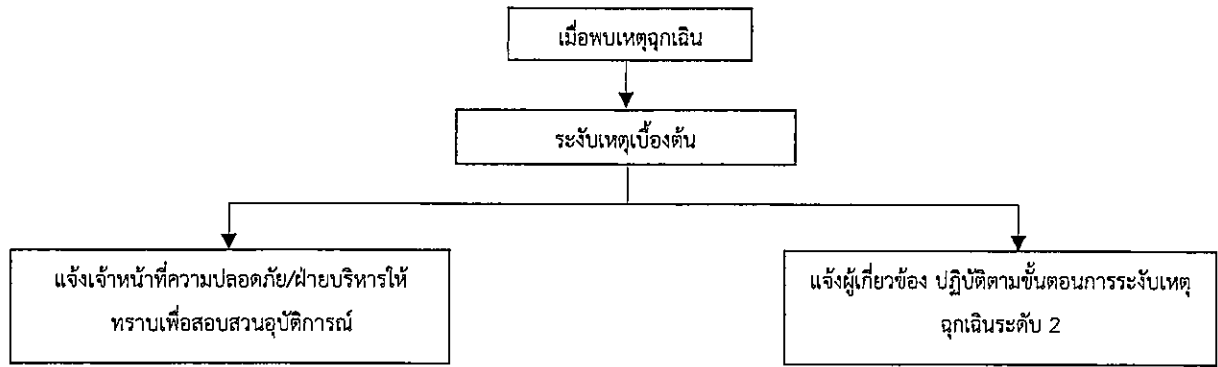 เมื่อพบเหตุฉุกเฉิน
ระงับเหตุเบื้องต้น
แจ้งเจ้าหน้าที่ความปลอดภัย/ฝ่ายบริหารให้
ทราบเพื่อสอบสวนอุบัติการณ์
แจ้งผู้เกี่ยวข้อง ปฏิบัติตามขั้นตอนการระงับเหตุ
ฉุกเฉินระดับ 2